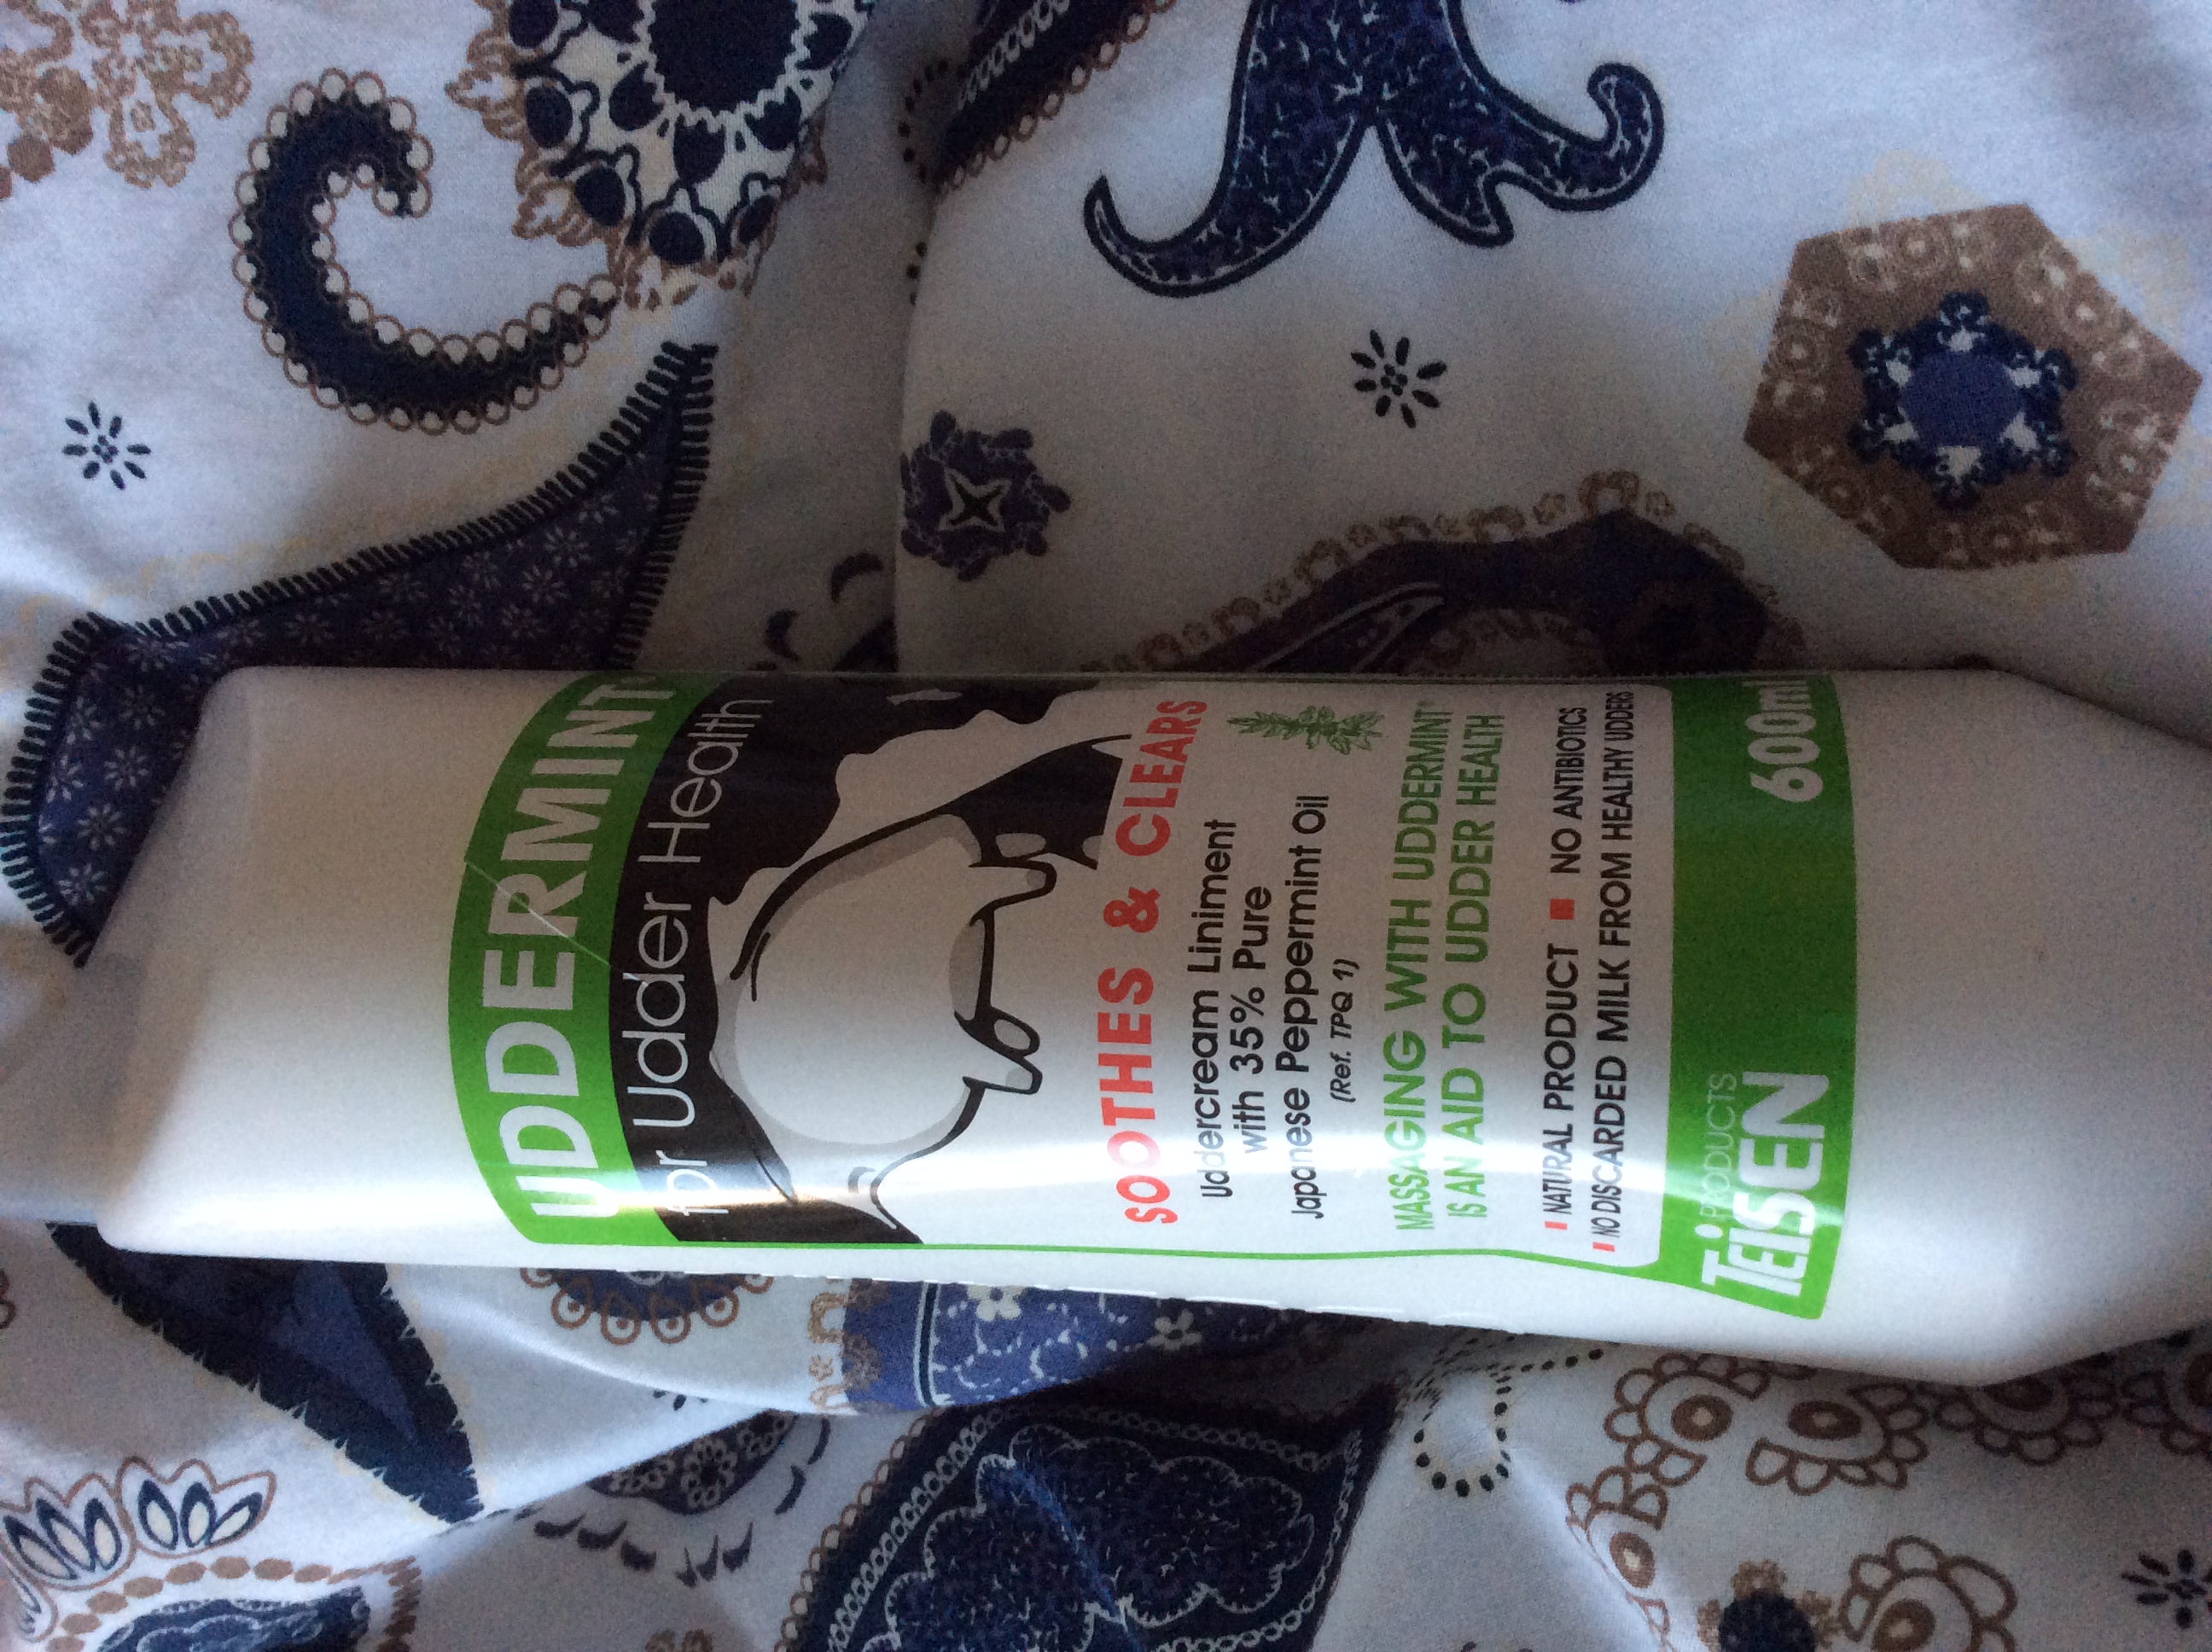 UDDERMINT
for Udder Health
SOOTHES & CLEARS
Uddercream Liniment
with 35% Pure
Japanese Peppermint Oil
(Ref. TPQ 1)
MASSAGING WITH UDDERMINT®
IS AN AID TO UDDER HEALTH
NATURAL PRODUCT ■ NO ANTIBIOTICS
NO DISCARDED MILK FROM HEALTHY UDDERS
TEISEN PRODUCTS
600ml